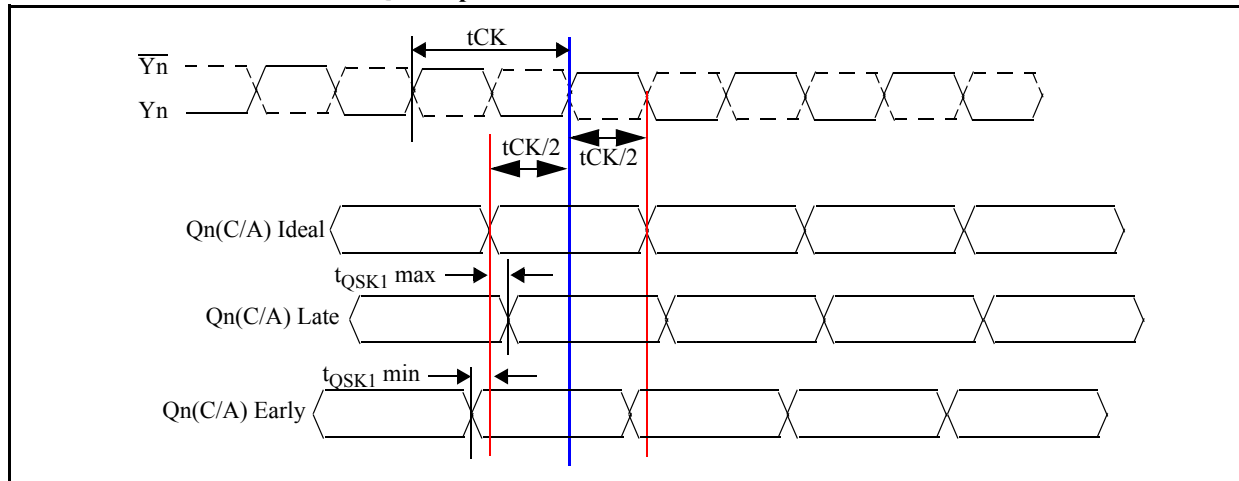 tCK
Yn
Yn
tCK/2
tCK/2
Qn(C/A) Ideal
tQSK1 max
Qn(C/A) Late
tQSK1 min
Qn(C/A) Early